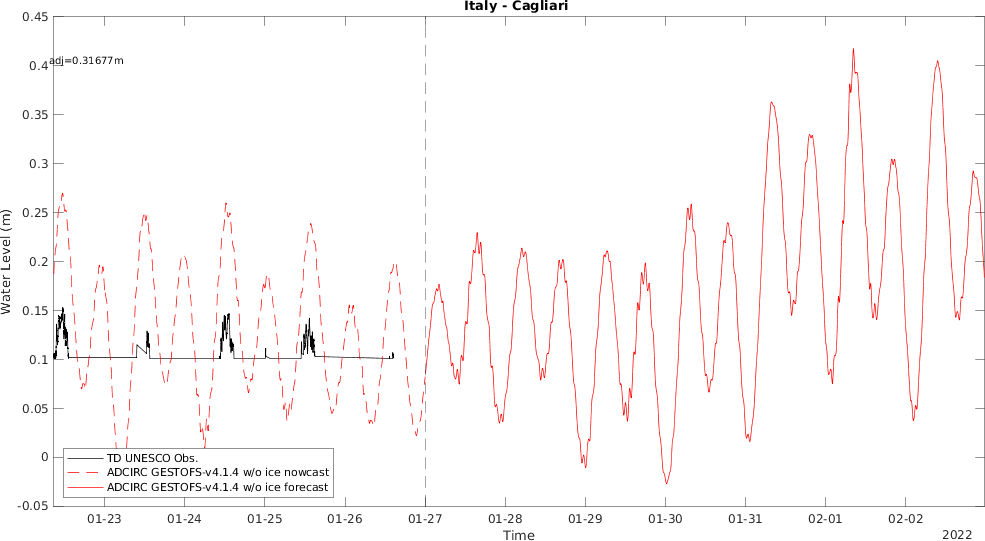 Italy - Cagliari
adj=0.31677m
0.45
0.4
0.35
0.3
0.25
0.2
0.15
0.1
0.05
0
-0.05
Water Level (m)
TD UNESCO Obs.
ADCIRC GESTOFS-v4.1.4 w/o ice nowcast
ADCIRC GESTOFS-v4.1.4 w/o ice forecast
01-23 01-24 01-25 01-26 01-27 01-28 01-29 01-30 01-31 02-01 02-02
Time
2022